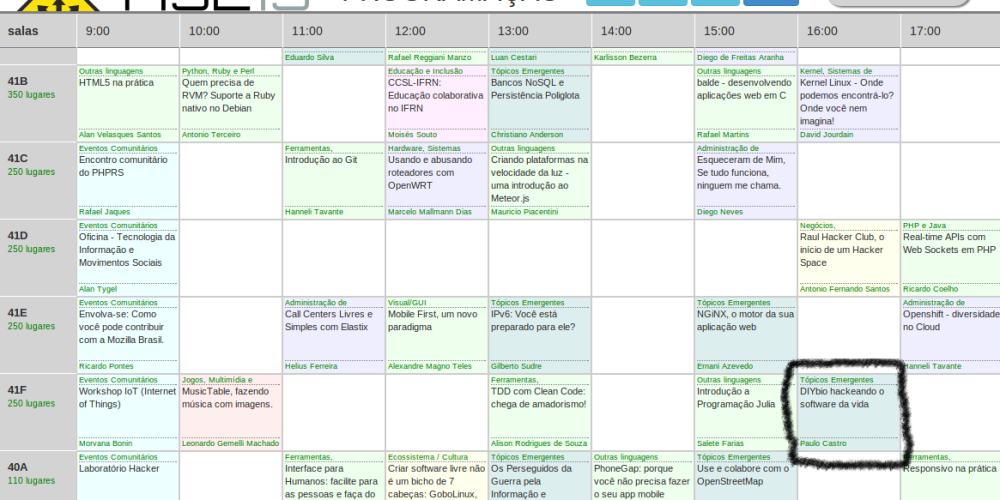 salas
9:00
10:00
11:00
12:00
13:00
14:00
15:00
16:00
17:00
Eduardo Silva
Rafael Reggiani Manzo
Luan Cestari
Karlisson Bezerra
Diego de Freitas Aranha
41B
350 lugares
Outras linguagens
HTML5 na prática
Alan Velasques Santos
Python, Ruby e Perl
Quem precisa de
RVM? Suporte a Ruby
nativo no Debian
Antonio Terceiro
Educação e Inclusão
CCSL-IFRN:
Educação colaborativa
no IFRN
Moisés Souto
Tópicos Emergentes
Bancos NoSQL e
Persistência Poliglota
Christiano Anderson
Outras linguagens
balde - desenvolvendo
aplicações web em C
Rafael Martins
Kernel, Sistemas de
Kernel Linux - Onde
podemos encontrá-lo?
Onde você nem
imagina!
David Jourdain
41C
250 lugares
Eventos Comunitários
Encontro comunitário
do PHPRS
Rafael Jaques
Ferramentas,
Introdução ao Git
Hanneli Tavante
Hardware, Sistemas
Usando e abusando
roteadores com
OpenWRT
Marcelo Mallmann Dias
Outras linguagens
Criando plataformas na
velocidade da luz -
uma introdução ao
Meteor.js
Mauricio Piacentini
Administração de
Esqueceram de Mim,
Se tudo funciona,
ninguem me chama.
Diego Neves
41D
250 lugares
Eventos Comunitários
Oficina - Tecnologia da
Informação e
Movimentos Sociais
Alan Tygel
Negócios,
Raul Hacker Club, o
início de um Hacker
Space
Antonio Fernando Santos
PHP e Java
Real-time APIs com
Web Sockets em PHP
Ricardo Coelho
41E
250 lugares
Eventos Comunitários
Envolva-se: Como
você pode contribuir
com a Mozilla Brasil.
Ricardo Pontes
Administração de
Call Centers Livres e
Simples com Elastix
Helius Ferreira
Visual/GUI
Mobile First, um novo
paradigma
Alexandre Magno Teles
Tópicos Emergentes
IPv6: Você está
preparado para ele?
Gilberto Sudre
Tópicos Emergentes
NGiNX, o motor da sua
aplicação web
Ernani Azevedo
Administração de
Openshift - diversidade
no Cloud
Hanneli Tavante
41F
250 lugares
Eventos Comunitários
Workshop IoT (Internet
of Things)
Morvana Bonin
Jogos, Multimídia e
MusicTable, fazendo
música com imagens.
Leonardo Gemelli Machado
Ferramentas,
TDD com Clean Code:
chega de amadorismo!
Alison Rodrigues de Souza
Outras linguagens
Introdução a
Programação Julia
Salete Farias
Tópicos Emergentes
DIYbio hackeando o
software da vida
Paulo Castro
40A
110 lugares
Eventos Comunitários
Laboratório Hacker
Ferramentas,
Interface para
Humanos: facilite para
as pessoas e faça do
Ecossistema / Cultura
Criar software livre não
é um bicho de 7
cabeças: GoboLinux,
Tópicos Emergentes
Os Perseguidos da
Guerra pela
Informação e
Outras linguagens
PhoneGap: porque
você não precisa fazer
o seu app mobile
Tópicos Emergentes
Use e colabore com o
OpenStreetMap
Ferramentas,
Responsivo na prática